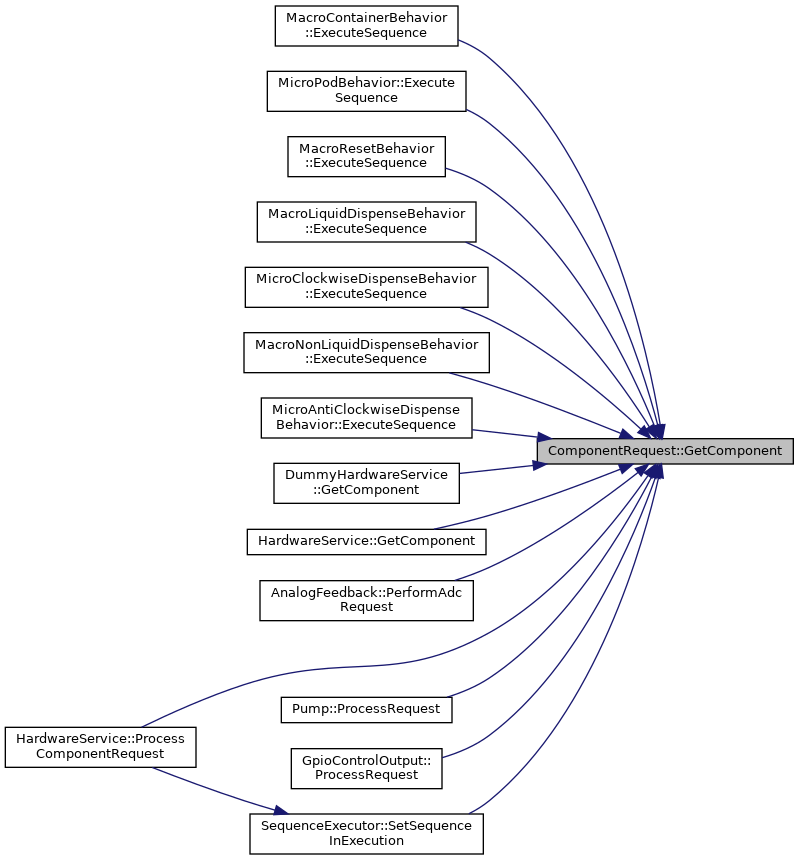 MacroContainerBehavior
::ExecuteSequence
MicroPodBehavior::Execute
Sequence
MacroResetBehavior
::ExecuteSequence
MacroLiquidDispenseBehavior
::ExecuteSequence
MicroClockwiseDispenseBehavior
::ExecuteSequence
MacroNonLiquidDispenseBehavior
::ExecuteSequence
MicroAntiClockwiseDispense
Behavior::ExecuteSequence
ComponentRequest::GetComponent
DummyHardwareService
::GetComponent
HardwareService::GetComponent
AnalogFeedback::PerformAdc
Request
Pump::ProcessRequest
HardwareService::Process
ComponentRequest
GpioControlOutput::
ProcessRequest
SequenceExecutor::SetSequence
InExecution